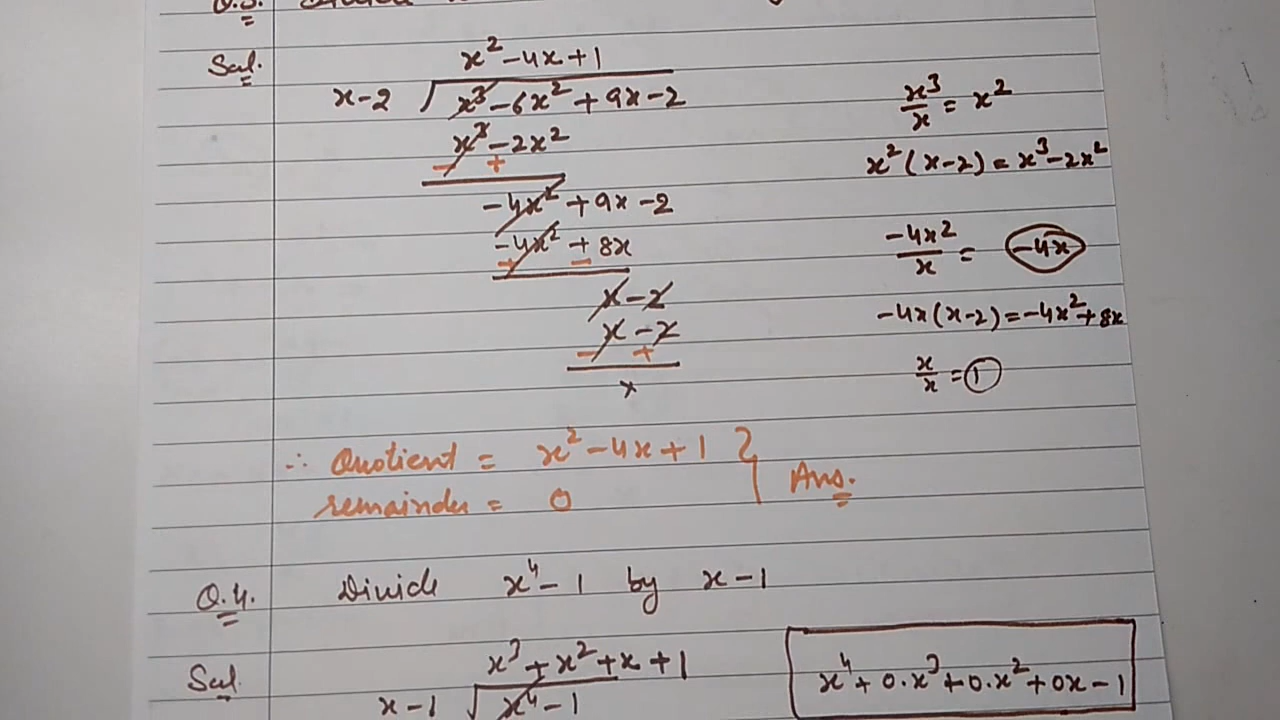 Q.3.
Sol.
x² - 4x + 1
x - 2 √ x³ - 6x² + 9x - 2
x³ - 2x²
- +
-4x² + 9x - 2
-4x² + 8x
+ -
x - 2
x - 2
- +
x
x³/x = x²
x² (x - 2) = x³ - 2x²
-4x²/x = -4x
-4x (x - 2) = -4x² + 8x
x/x = 1
∴ Quotient = x² - 4x + 1
remainder = 0 } Ans.
Q.4. Divide x⁴ - 1 by x - 1
Sol. x³ + x² + x + 1
x - 1 √ x⁴ - 1
x⁴ + 0.x³ + 0.x² + 0x - 1